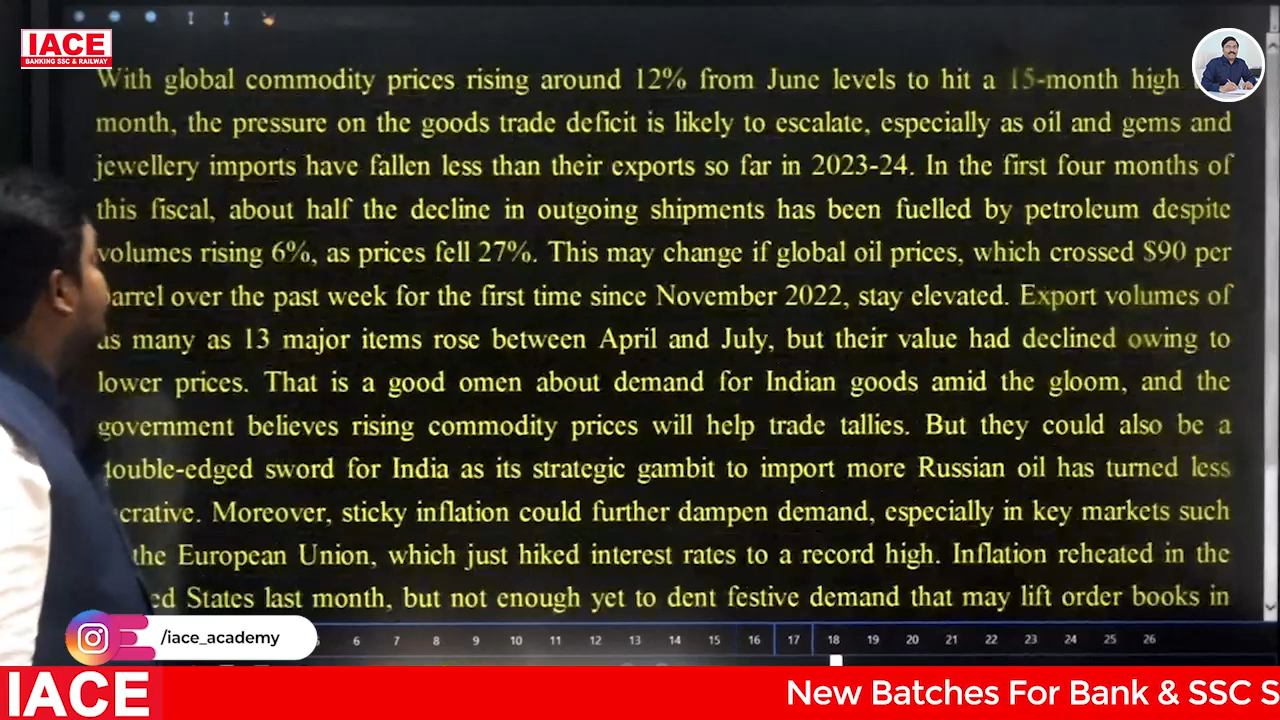 IACE
BANKING SSC & RAILWAY
With global commodity prices rising around 12% from June levels to hit a 15-month high
month, the pressure on the goods trade deficit is likely to escalate, especially as oil and gems and
jewellery imports have fallen less than their exports so far in 2023-24. In the first four months of
this fiscal, about half the decline in outgoing shipments has been fuelled by petroleum despite
volumes rising 6%, as prices fell 27%. This may change if global oil prices, which crossed $90 per
barrel over the past week for the first time since November 2022, stay elevated. Export volumes of
as many as 13 major items rose between April and July, but their value had declined owing to
lower prices. That is a good omen about demand for Indian goods amid the gloom, and the
government believes rising commodity prices will help trade tallies. But they could also be a
double-edged sword for India as its strategic gambit to import more Russian oil has turned less
Moreover, sticky inflation could further dampen demand, especially in key markets such
the European Union, which just hiked interest rates to a record high. Inflation reheated in the
States last month, but not enough yet to dent festive demand that may lift order books in
/iace_academy
6 7 8 9 10 11 12 13 14 15 16 17 18 19 20 21 22 23 24 25 26
IACE
New Batches For Bank & SSC S